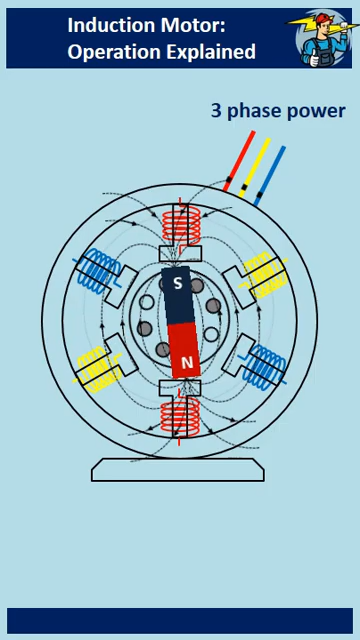 Induction Motor:
Operation Explained
3 phase power
S
N